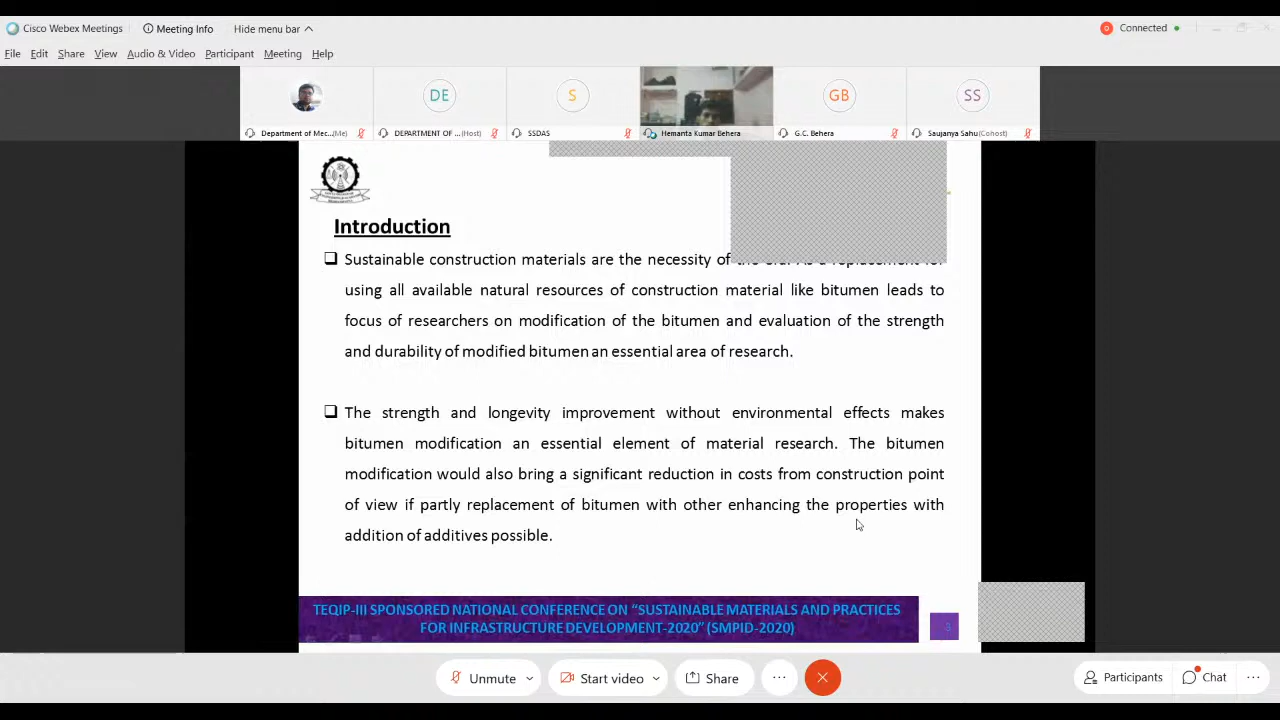 Cisco Webex Meetings Meeting Info Hide menu bar Connected
File Edit Share View Audio & Video Participant Meeting Help
DE S GB SS
Department of Mec... (Me) DEPARTMENT OF ... (Host) SSDAS Hemanta Kumar Behera G.C. Behera Saujanya Sahu (Cohost)
Introduction
Sustainable construction materials are the necessity of
using all available natural resources of construction material like bitumen leads to
focus of researchers on modification of the bitumen and evaluation of the strength
and durability of modified bitumen an essential area of research.
The strength and longevity improvement without environmental effects makes
bitumen modification an essential element of material research. The bitumen
modification would also bring a significant reduction in costs from construction point
of view if partly replacement of bitumen with other enhancing the properties with
addition of additives possible.
TEQIP-III SPONSORED NATIONAL CONFERENCE ON “SUSTAINABLE MATERIALS AND PRACTICES
FOR INFRASTRUCTURE DEVELOPMENT-2020” (SMPID-2020)
3
Unmute Start video Share Participants Chat